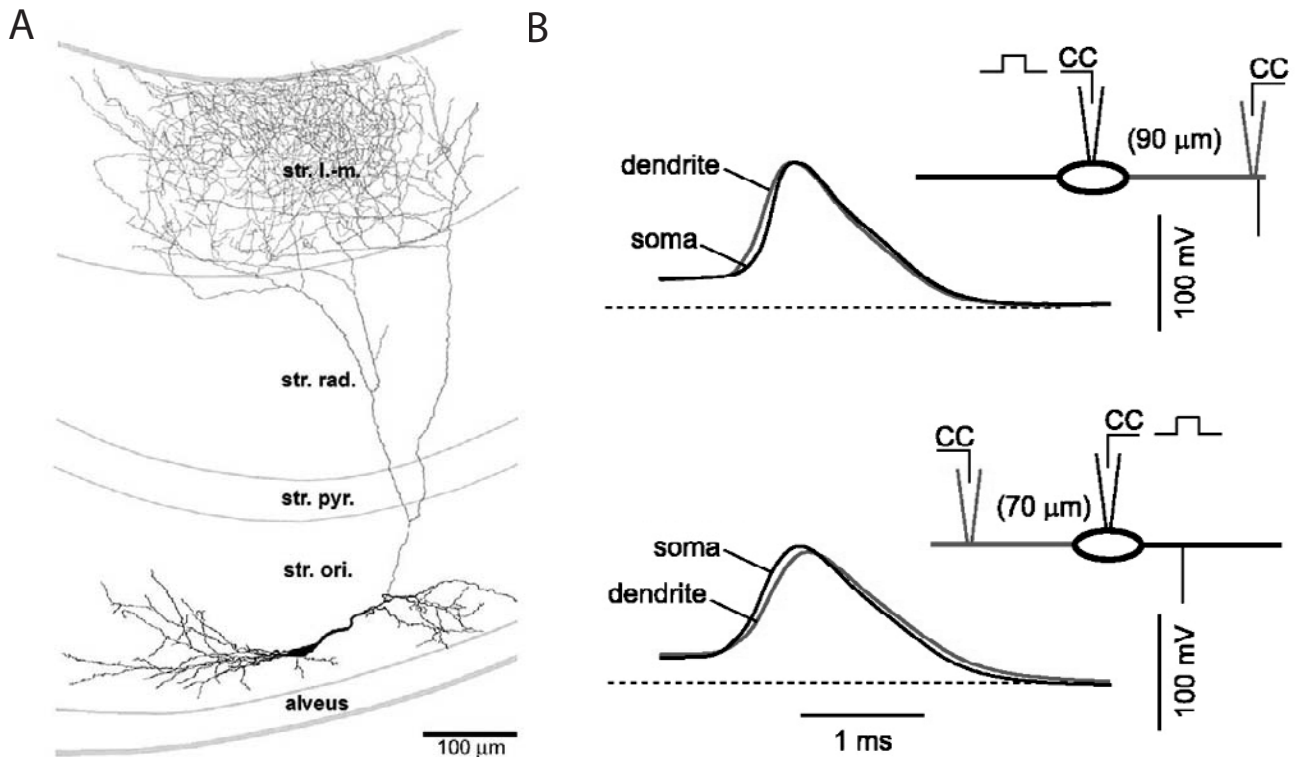 A
str. l.-m.
str. rad.
str. pyr.
str. ori.
alveus
100 μm
B
CC
CC
(90 μm)
dendrite
soma
100 mV
CC
CC
(70 μm)
soma
dendrite
100 mV
1 ms